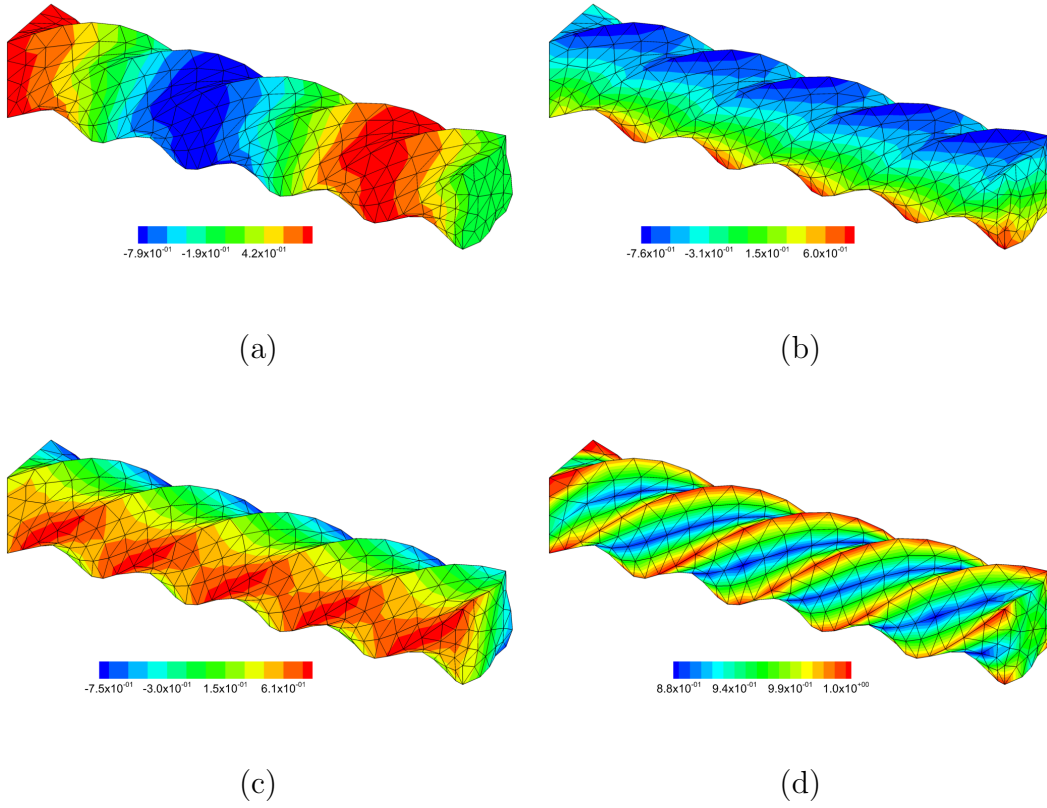 -7.9x10⁻⁰¹ -1.9x10⁻⁰¹ 4.2x10⁻⁰¹
-7.6x10⁻⁰¹ -3.1x10⁻⁰¹ 1.5x10⁻⁰¹ 6.0x10⁻⁰¹
(a)
(b)
-7.5x10⁻⁰¹ -3.0x10⁻⁰¹ 1.5x10⁻⁰¹ 6.1x10⁻⁰¹
8.8x10⁻⁰¹ 9.4x10⁻⁰¹ 9.9x10⁻⁰¹ 1.0x10⁺⁰⁰
(c)
(d)